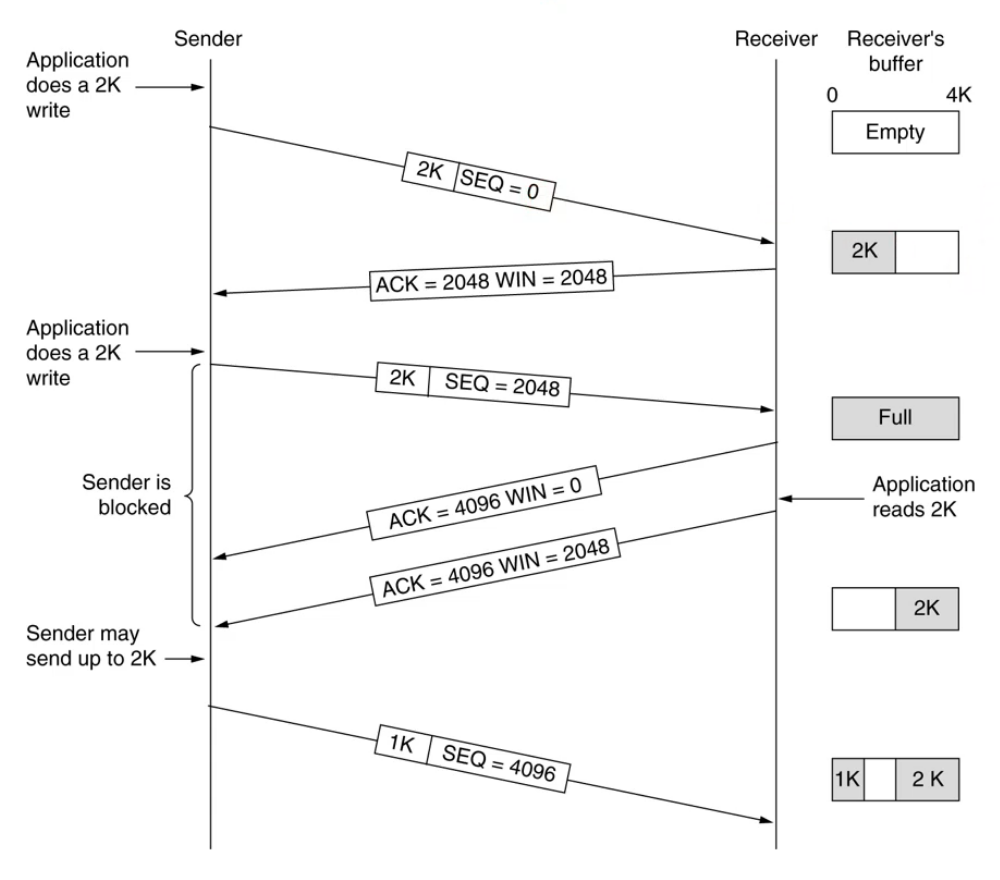 Sender
Receiver
Receiver's
buffer
Application
does a 2K
write
0
4K
Empty
2K
SEQ = 0
2K
ACK = 2048 WIN = 2048
Application
does a 2K
write
2K
SEQ = 2048
Full
Sender is
blocked
ACK = 4096 WIN = 0
Application
reads 2K
ACK = 4096 WIN = 2048
2K
Sender may
send up to 2K
1K
SEQ = 4096
1K
2 K